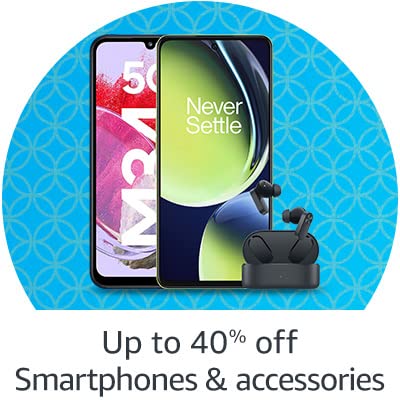 5G
M34
Never
Settle
Up to 40% off
Smartphones & accessories